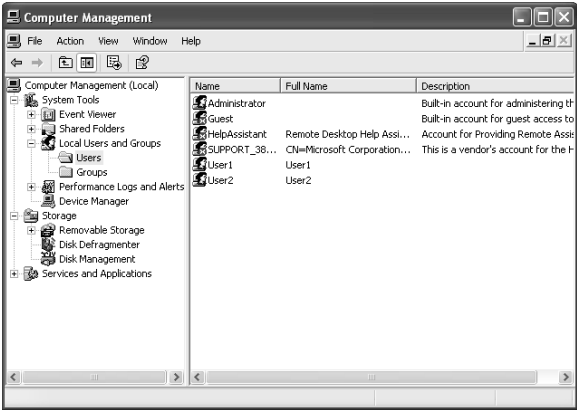 Computer Management
File Action View Window Help
Computer Management (Local)
System Tools
Event Viewer
Shared Folders
Local Users and Groups
Users
Groups
Performance Logs and Alerts
Device Manager
Storage
Removable Storage
Disk Defragmenter
Disk Management
Services and Applications
Name Full Name Description
Administrator Built-in account for administering th
Guest Built-in account for guest access to
HelpAssistant Remote Desktop Help Assi... Account for Providing Remote Assis
SUPPORT_38... CN=Microsoft Corporation... This is a vendor's account for the H
User1 User1
User2 User2